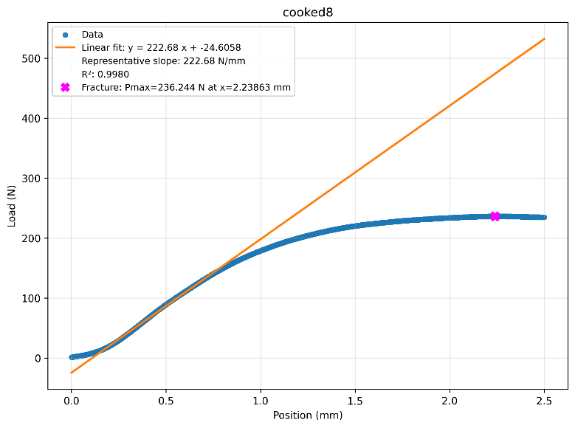 cooked8
Data
Linear fit: y = 222.68 x + -24.6058
Representative slope: 222.68 N/mm
R²: 0.9980
Fracture: Pmax=236.244 N at x=2.23863 mm
Load (N)
500
400
300
200
100
0
0.0 0.5 1.0 1.5 2.0 2.5
Position (mm)